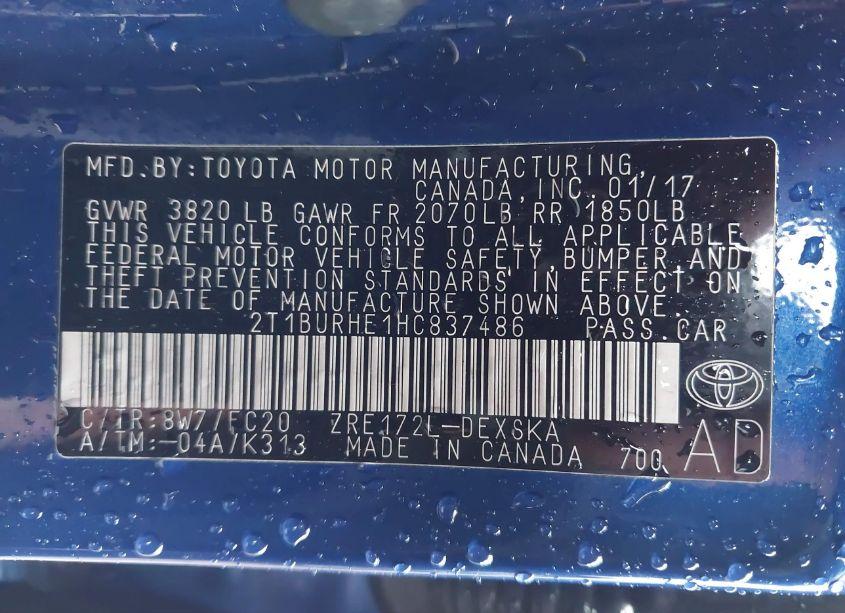 MFD.BY:TOYOTA MOTOR MANUFACTURING,
CANADA,INC. 01/17
GVWR 3820 LB GAWR FR 2070LB RR 1850LB
THIS VEHICLE CONFORMS TO ALL APPLICABLE
FEDERAL MOTOR VEHICLE SAFETY,BUMPER AND
THEFT PREVENTION STANDARDS IN EFFECT ON
THE DATE OF MANUFACTURE SHOWN ABOVE.
2T1BURHE1HC837486 PASS.CAR
C/TR:8W7/FC20 ZRE172L-DEXSKA
A/TM:-04A/K313 MADE IN CANADA 700 AD